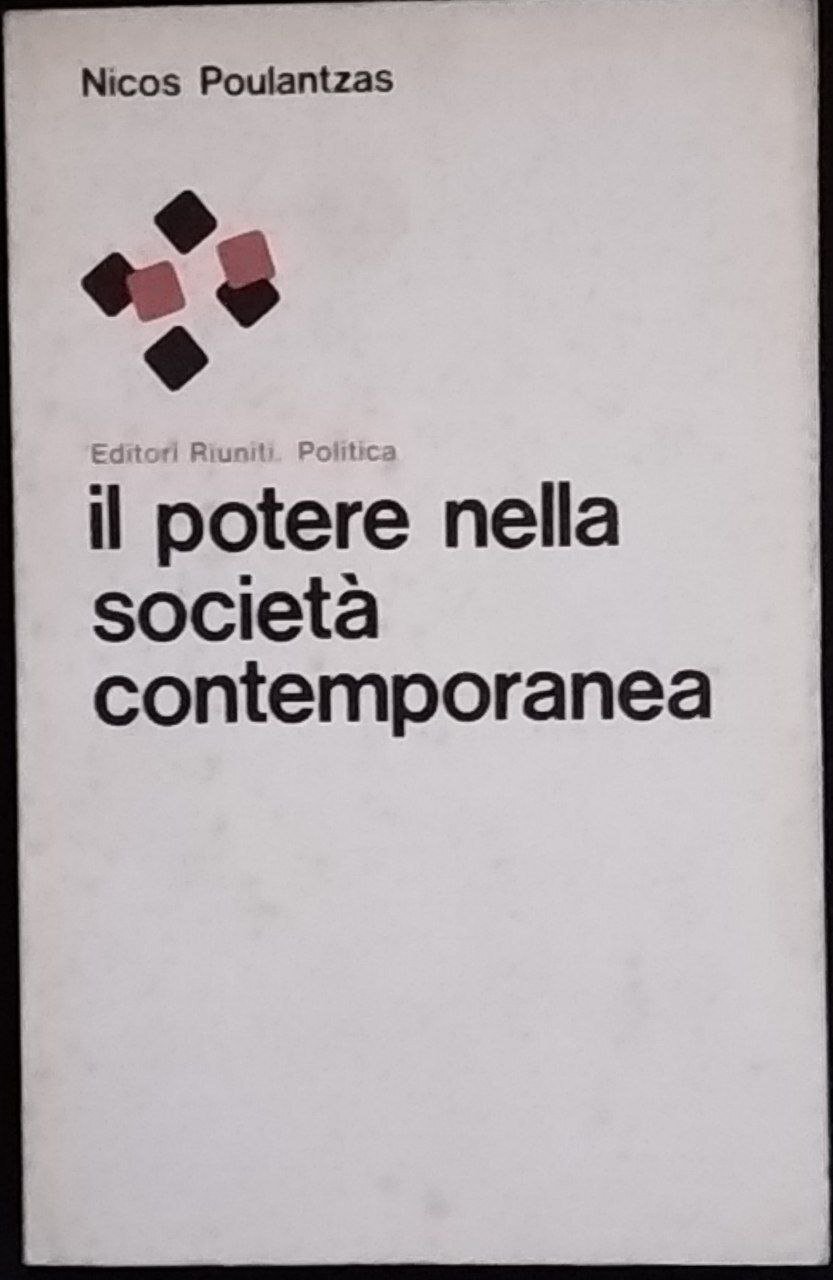 Nicos Poulantzas
Editori Riuniti. Politica
il potere nella
società
contemporanea